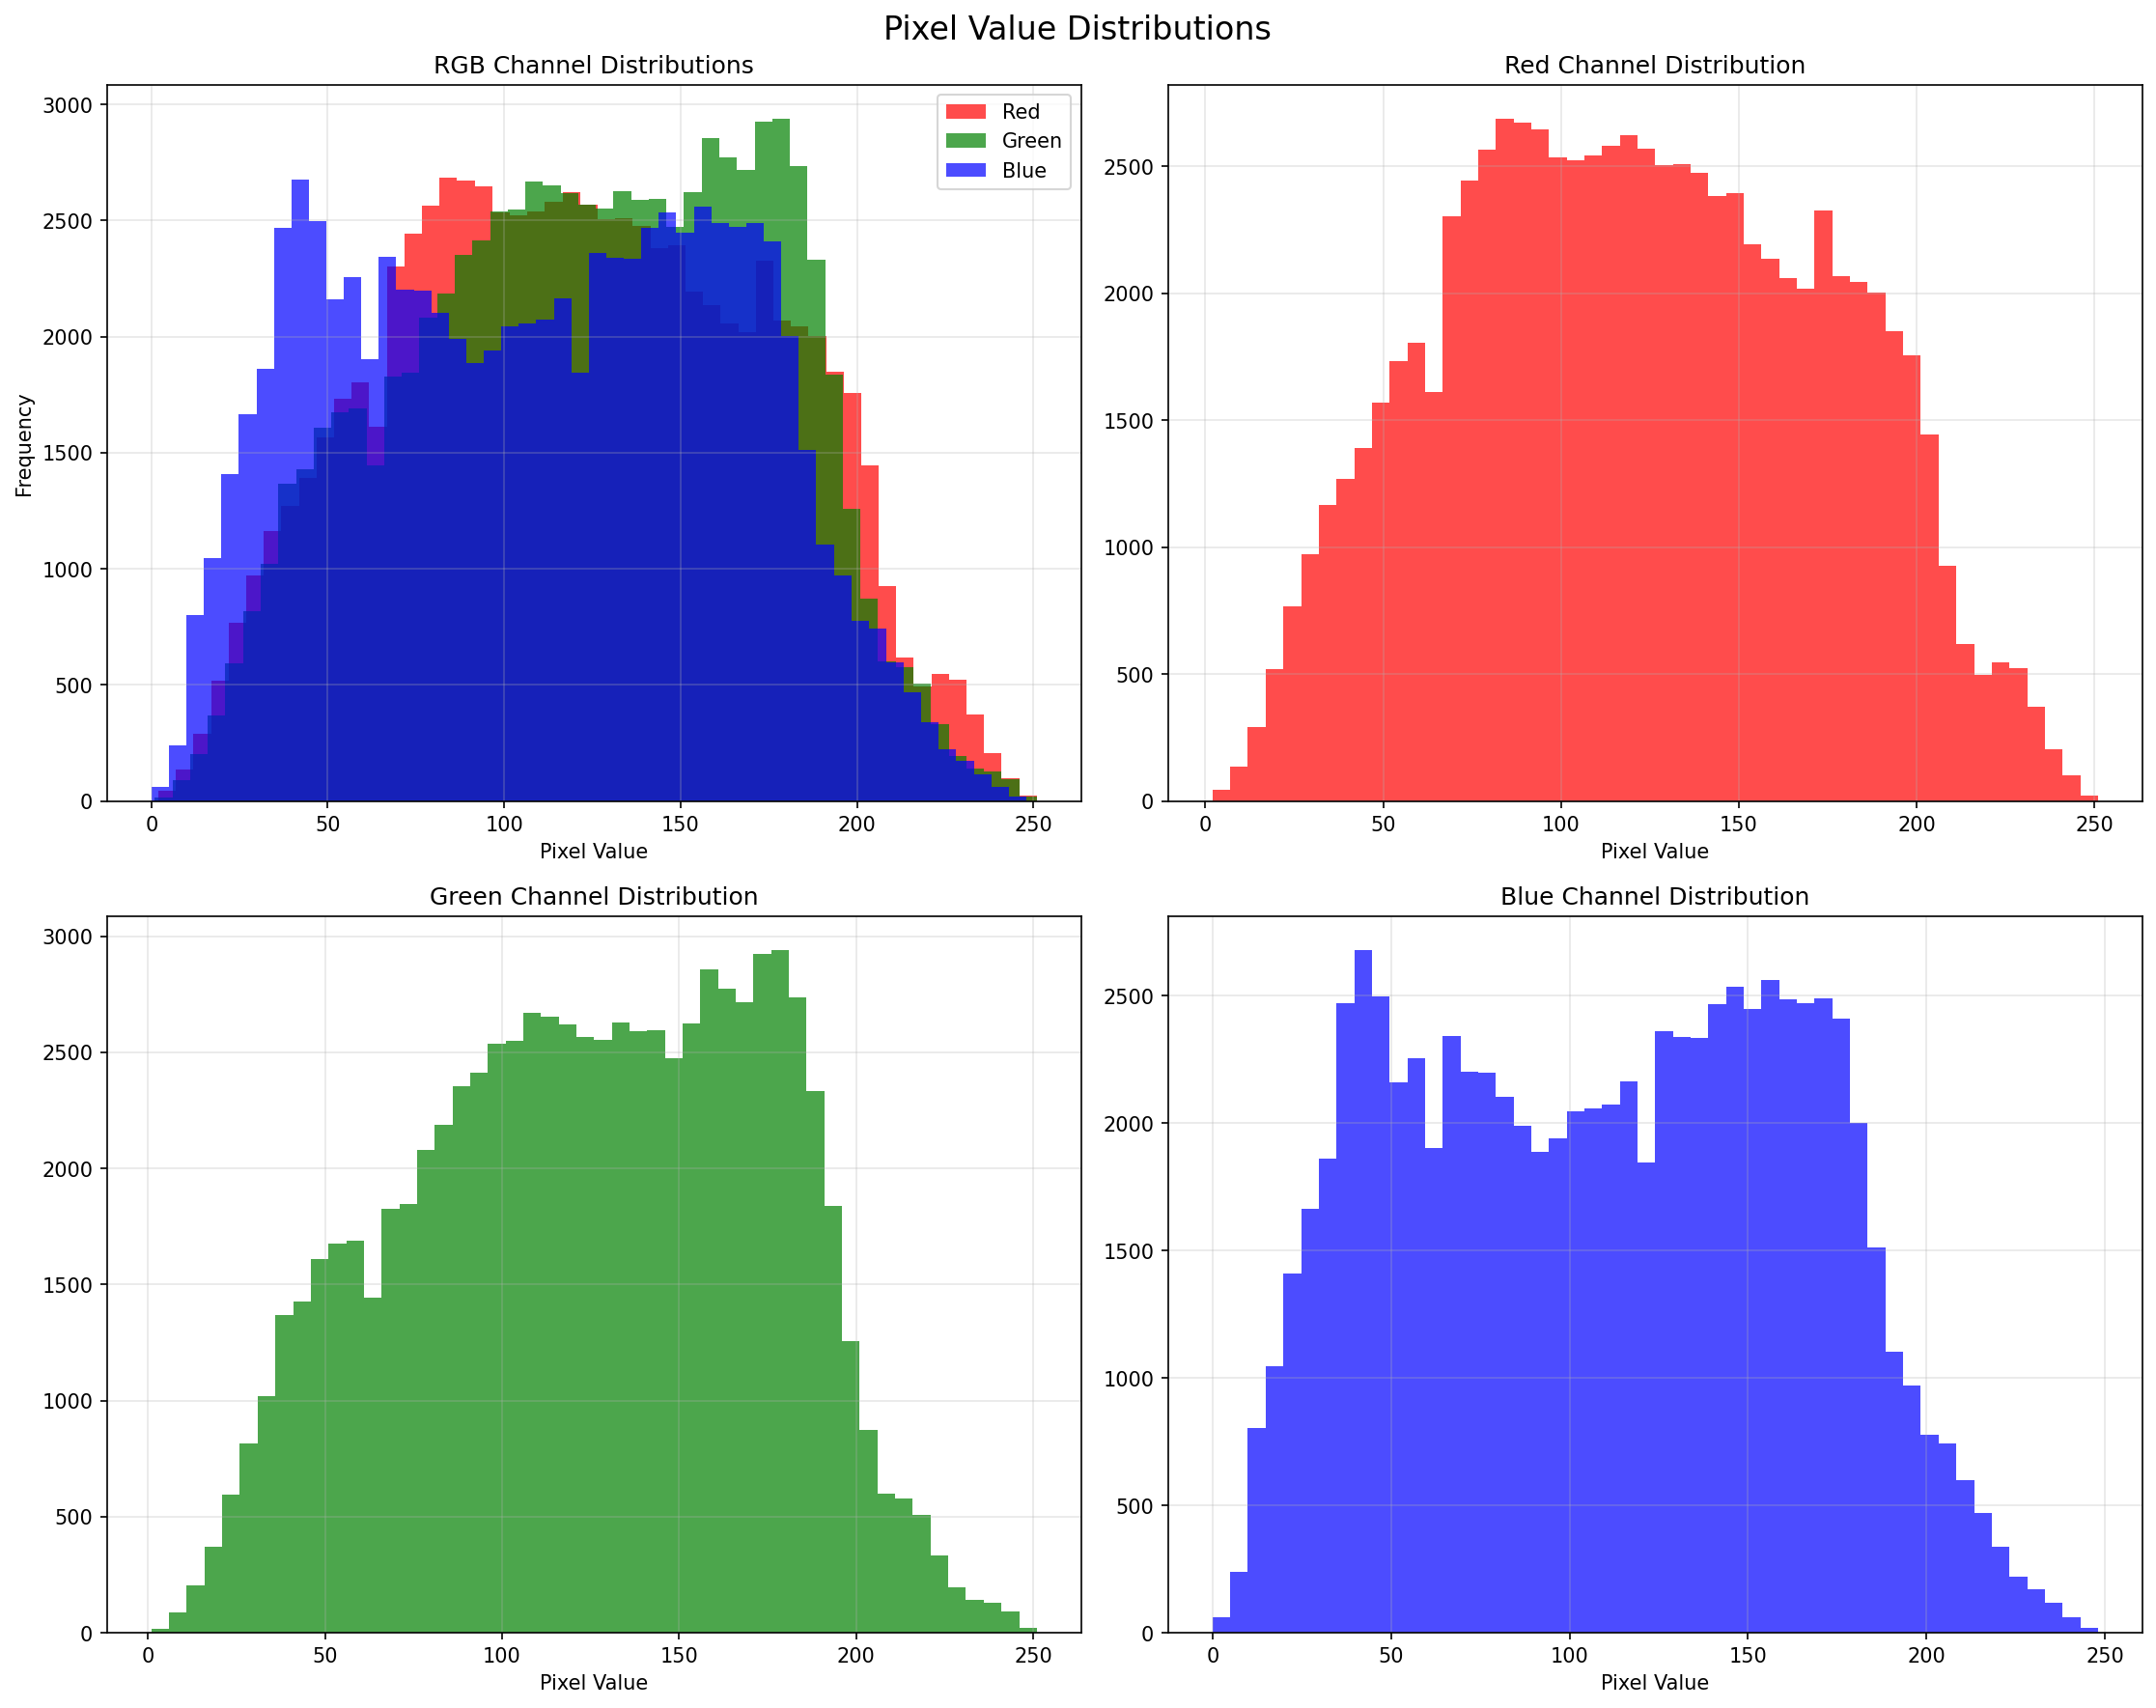 Pixel Value Distributions
RGB Channel Distributions
3000
2500
2000
1500
1000
500
0
Frequency
0 50 100 150 200 250
Pixel Value
Red
Green
Blue
Red Channel Distribution
2500
2000
1500
1000
500
0
0 50 100 150 200 250
Pixel Value
Green Channel Distribution
3000
2500
2000
1500
1000
500
0
0 50 100 150 200 250
Pixel Value
Blue Channel Distribution
2500
2000
1500
1000
500
0
0 50 100 150 200 250
Pixel Value